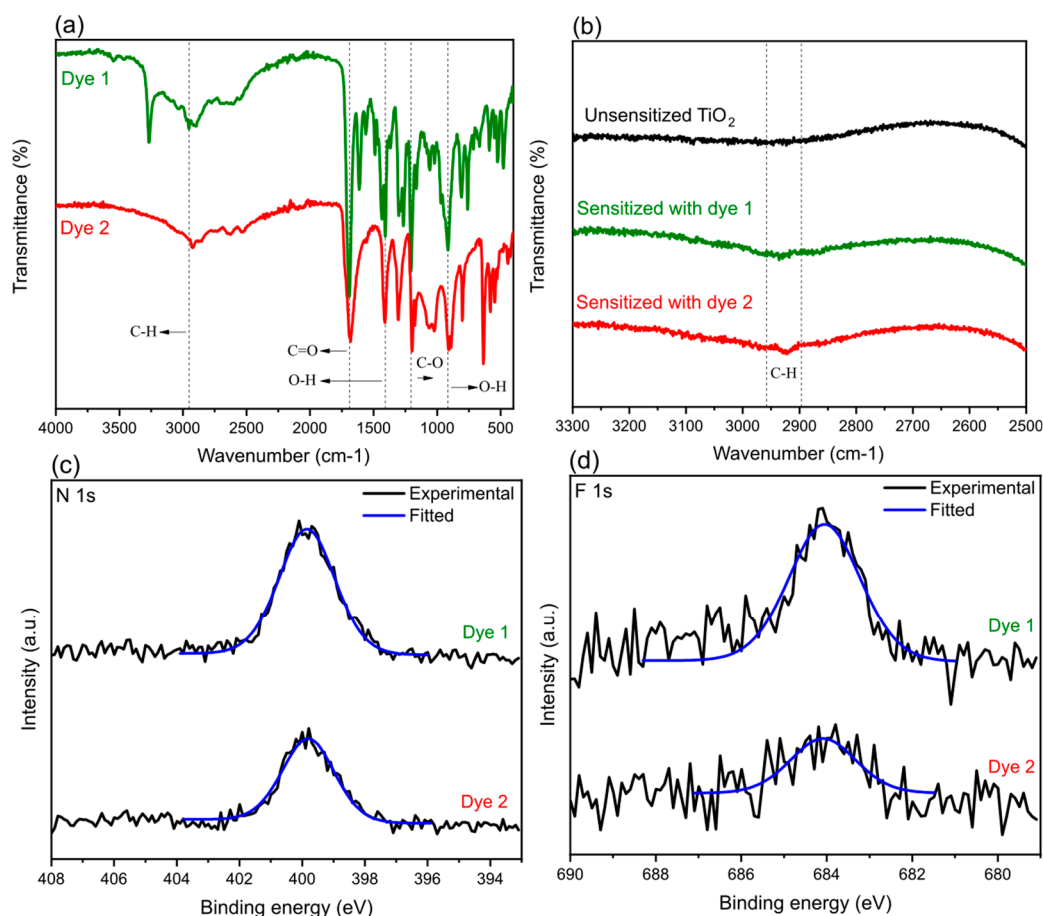 (a)
Dye 1
Dye 2
C-H
C=O
O-H
C-O
O-H
4000 3500 3000 2500 2000 1500 1000 500
Wavenumber (cm-1)
Transmittance (%)
(b)
Unsensitized TiO2
Sensitized with dye 1
Sensitized with dye 2
C-H
3300 3200 3100 3000 2900 2800 2700 2600 2500
Wavenumber (cm-1)
Transmittance (%)
(c)
N 1s
Experimental
Fitted
Dye 1
Dye 2
408 406 404 402 400 398 396 394
Binding energy (eV)
Intensity (a.u.)
(d)
F 1s
Experimental
Fitted
Dye 1
Dye 2
690 688 686 684 682 680
Binding energy (eV)
Intensity (a.u.)